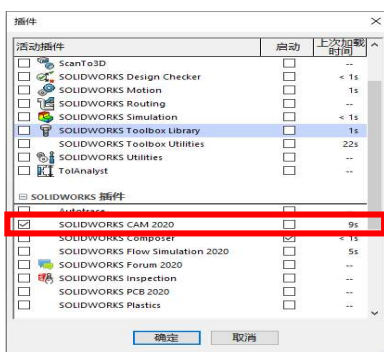 插件
活动插件 启动 上次加载时间
ScanTo3D --
SOLIDWORKS Design Checker < 1s
SOLIDWORKS Motion 1s
SOLIDWORKS Routing --
SOLIDWORKS Simulation < 1s
SOLIDWORKS Toolbox Library 1s
SOLIDWORKS Toolbox Utilities 22s
SOLIDWORKS Utilities --
TolAnalyst --
SOLIDWORKS 插件
Autotrace
SOLIDWORKS CAM 2020 9s
SOLIDWORKS Composer < 1s
SOLIDWORKS Flow Simulation 2020 5s
SOLIDWORKS Forum 2020 --
SOLIDWORKS Inspection --
SOLIDWORKS PCB 2020 --
SOLIDWORKS Plastics --
确定 取消